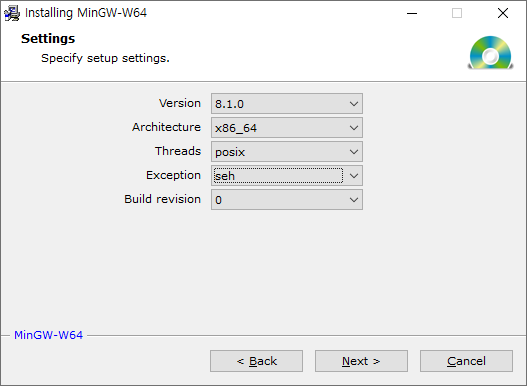 Installing MinGW-W64
Settings
Specify setup settings.
Version 8.1.0
Architecture x86_64
Threads posix
Exception seh
Build revision 0
MinGW-W64
< Back Next > Cancel